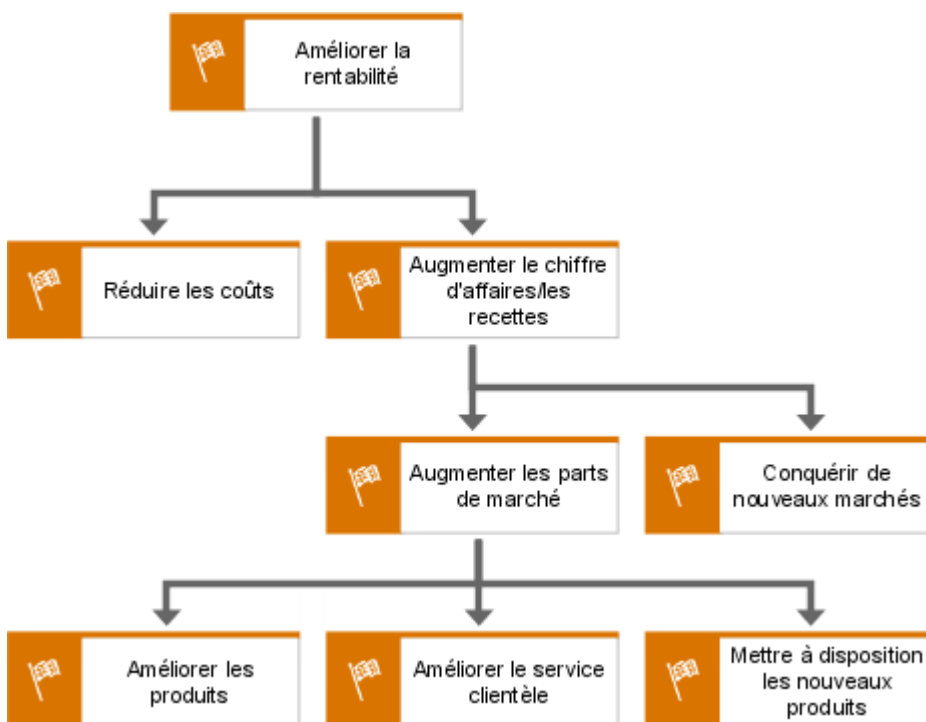 Améliorer la
rentabilité
Réduire les coûts
Augmenter le chiffre
d'affaires/les
recettes
Augmenter les parts
de marché
Conquérir de
nouveaux marchés
Améliorer les
produits
Améliorer le service
clientèle
Mettre à disposition
les nouveaux
produits